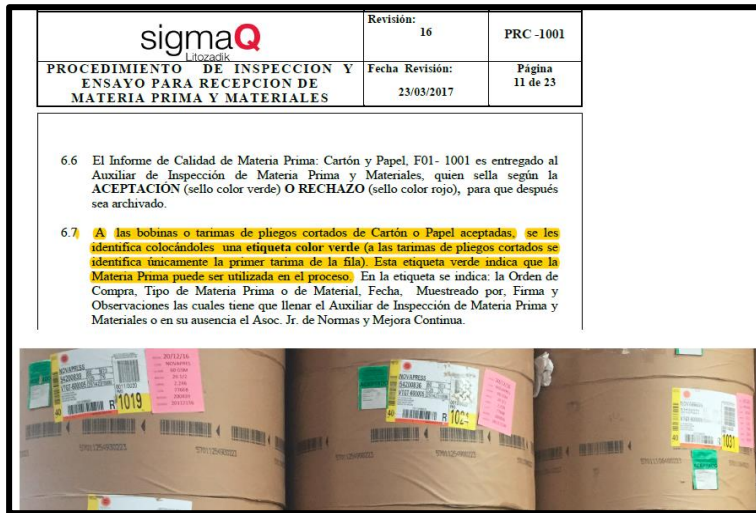 sigmaQ
Litozadik
Revisión:
16
PRC -1001
PROCEDIMIENTO DE INSPECCION Y
ENSAYO PARA RECEPCION DE
MATERIA PRIMA Y MATERIALES
Fecha Revisión:
23/03/2017
Página
11 de 23
6.6 El Informe de Calidad de Materia Prima: Cartón y Papel, F01- 1001 es entregado al
Auxiliar de Inspección de Materia Prima y Materiales, quien sella según la
ACEPTACIÓN (sello color verde) O RECHAZO (sello color rojo), para que después
sea archivado.
6.7 A las bobinas o tarimas de pliegos cortados de Cartón o Papel aceptadas, se les
identifica colocándoles una etiqueta color verde (a las tarimas de pliegos cortados se
identifica únicamente la primer tarima de la fila). Esta etiqueta verde indica que la
Materia Prima puede ser utilizada en el proceso. En la etiqueta se indica: la Orden de
Compra, Tipo de Materia Prima o de Material, Fecha, Muestreado por, Firma y
Observaciones las cuales tiene que llenar el Auxiliar de Inspección de Materia Prima y
Materiales o en su ausencia el Asoc. Jr. de Normas y Mejora Continua.
20/12/16
NOVAPRESS
40
R 1019
NOVAPRESS
40
R
40
1031